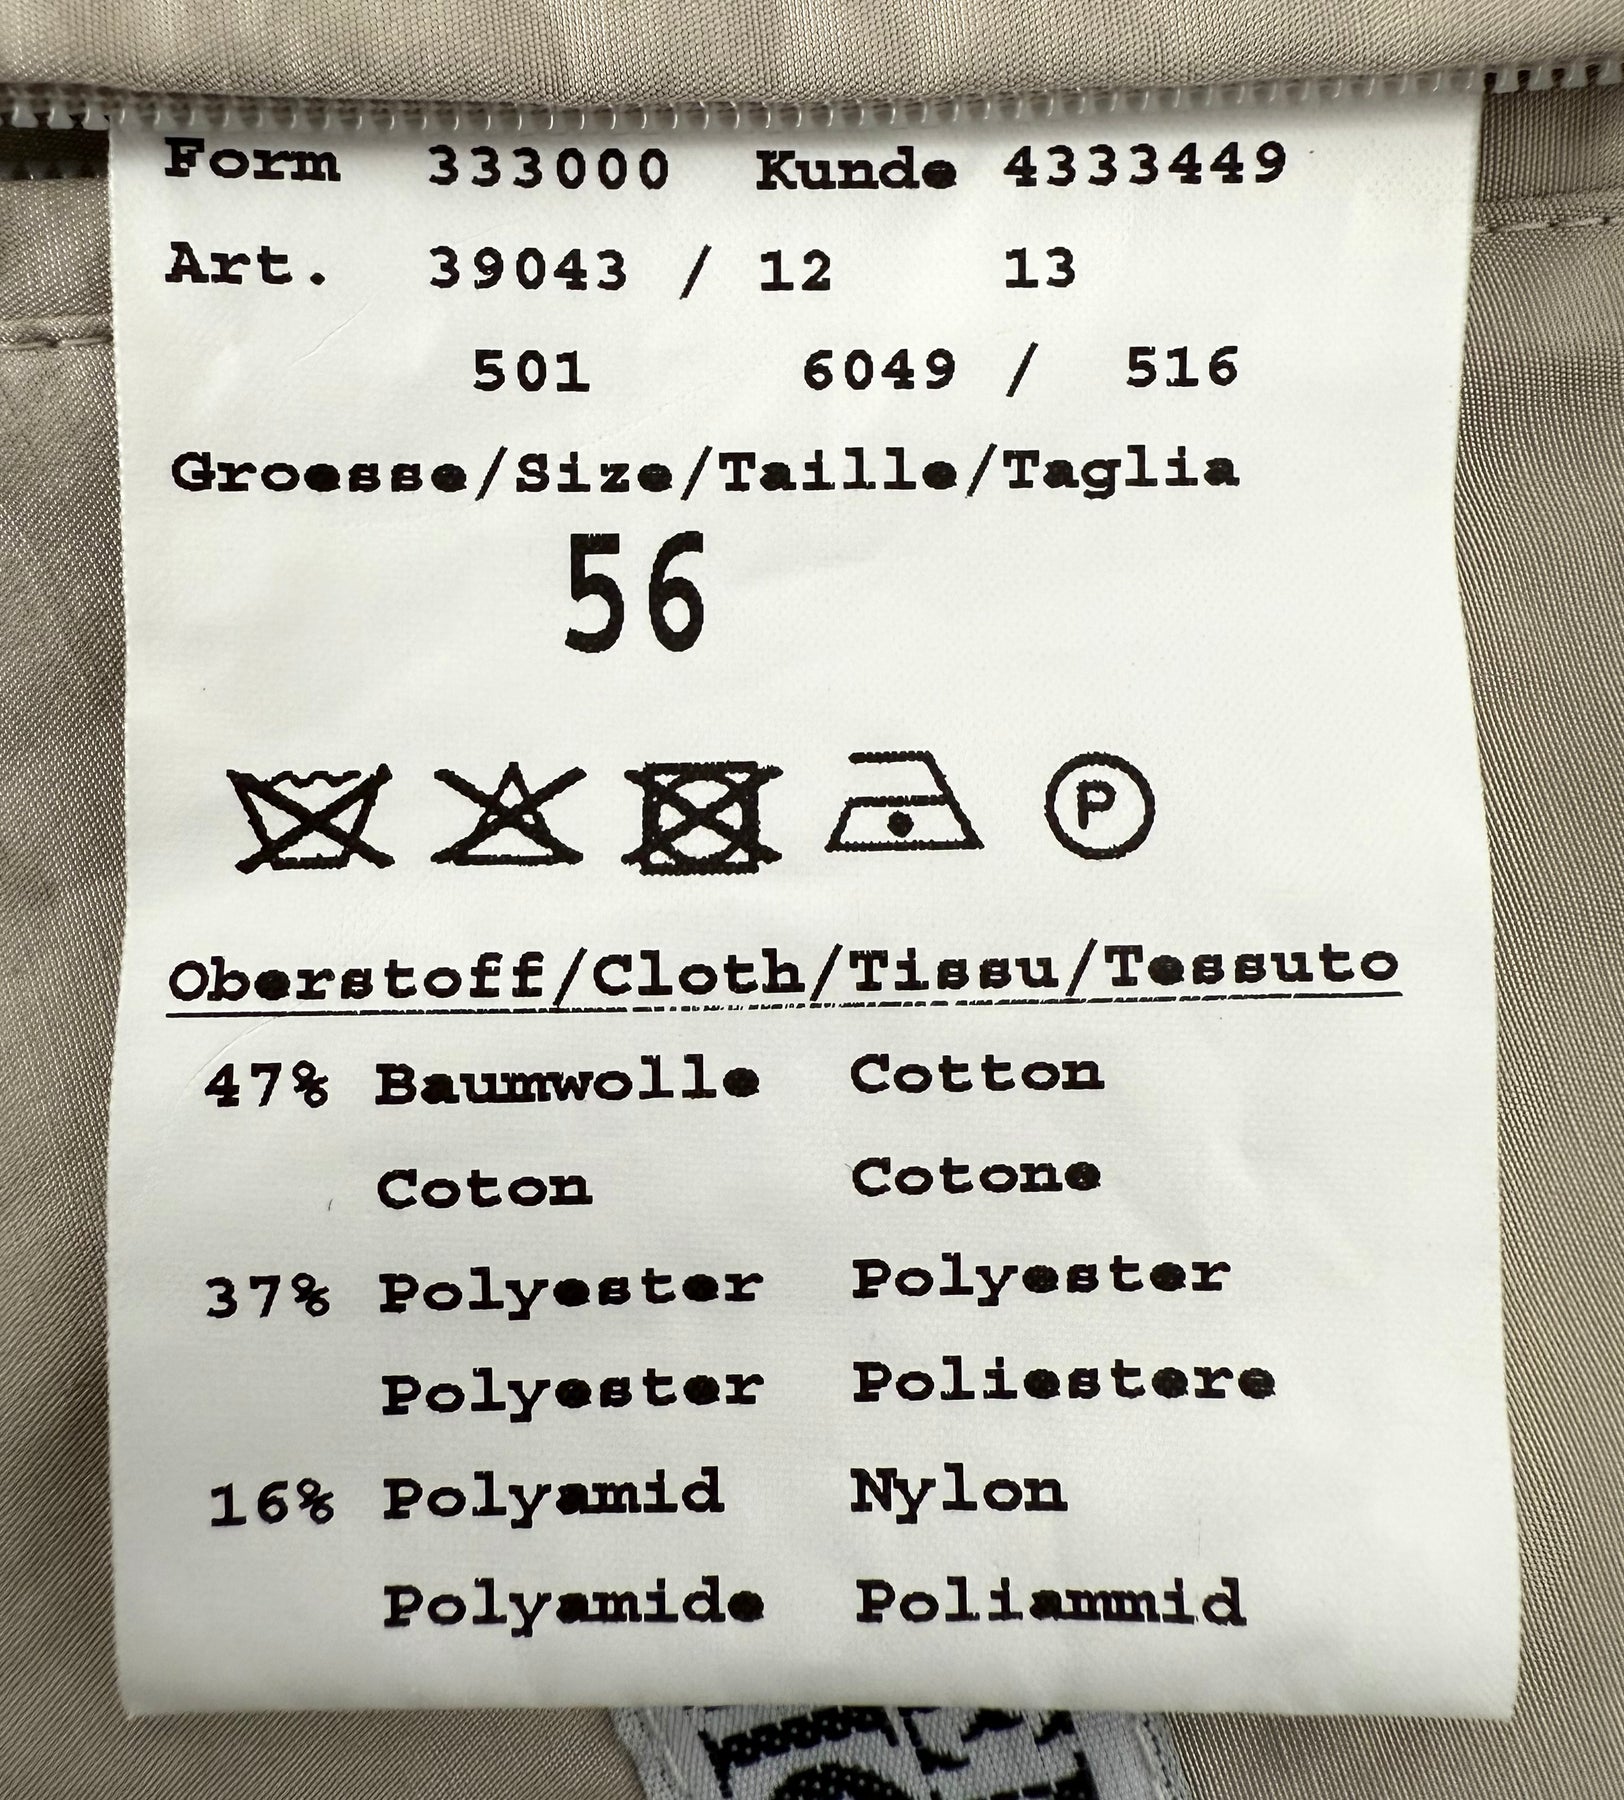 Form 333000 Kunde 4333449
Art. 39043 / 12 13
501 6049 / 516
Groesse/Size/Taille/Taglia
56
P
Oberstoff/Cloth/Tissu/Tessuto
47% Baumwolle Cotton
Coton Cotone
37% Polyester Polyester
Polyester Poliestere
16% Polyamid Nylon
Polyamide Poliammid